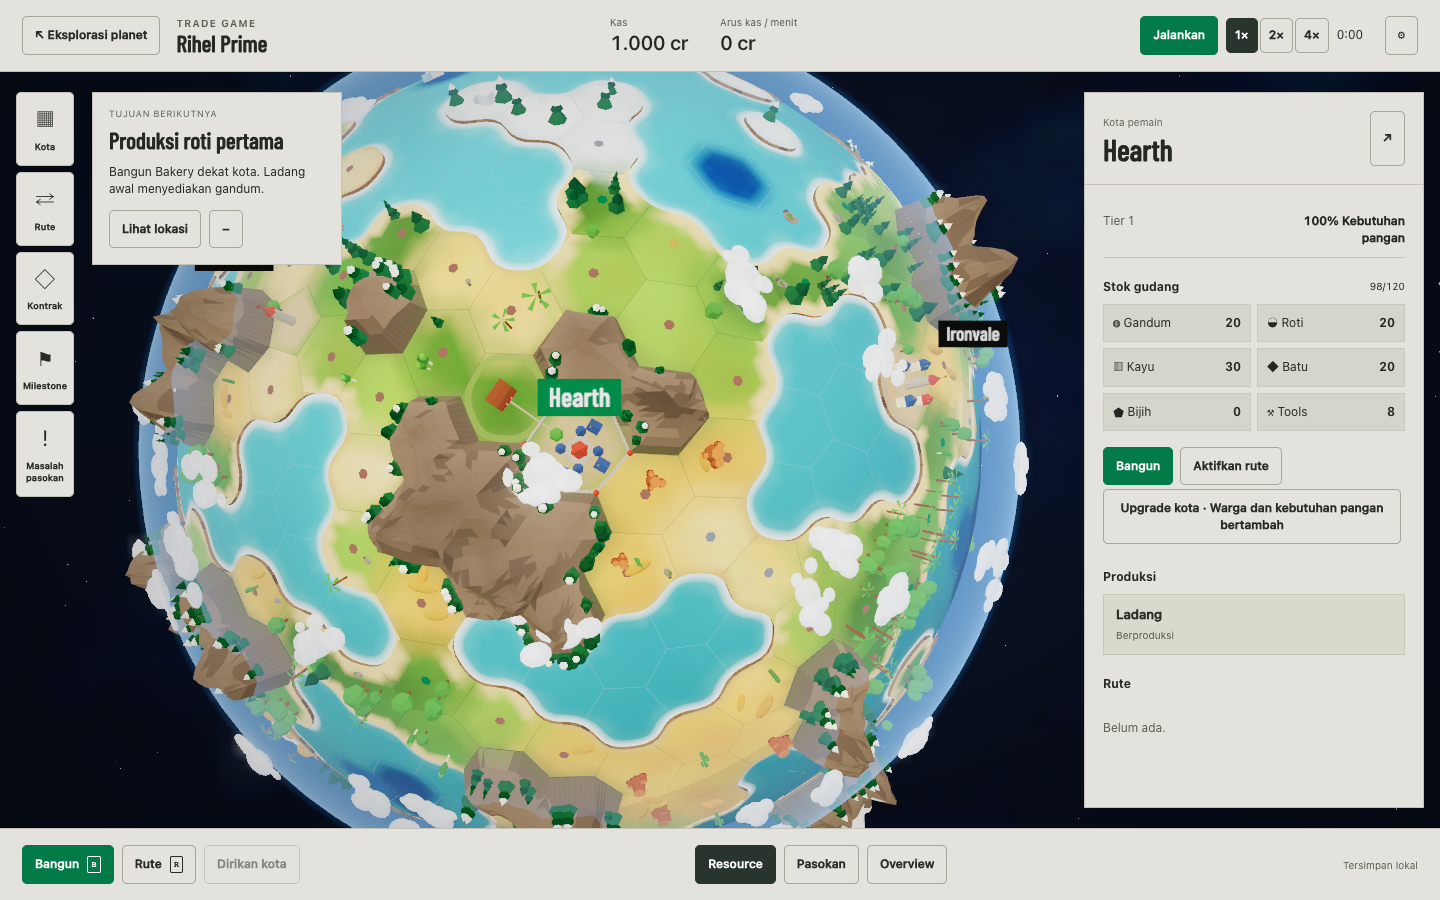 ↖ Eksplorasi planet
TRADE GAME
Rihel Prime
Kas
1.000 cr
Arus kas / menit
0 cr
Jalankan
1×
2×
4×
0:00
Kota
Rute
Kontrak
Milestone
!
Masalah
pasokan
TUJUAN BERIKUTNYA
Produksi roti pertama
Bangun Bakery dekat kota. Ladang
awal menyediakan gandum.
Lihat lokasi
–
Hearth
Ironvale
Kota pemain
Hearth
↗
Tier 1
100% Kebutuhan
pangan
Stok gudang
98/120
Gandum 20
Roti 20
Kayu 30
Batu 20
Bijih 0
Tools 8
Bangun
Aktifkan rute
Upgrade kota · Warga dan kebutuhan pangan
bertambah
Produksi
Ladang
Berproduksi
Rute
Belum ada.
Bangun B
Rute R
Dirikan kota
Resource
Pasokan
Overview
Tersimpan lokal